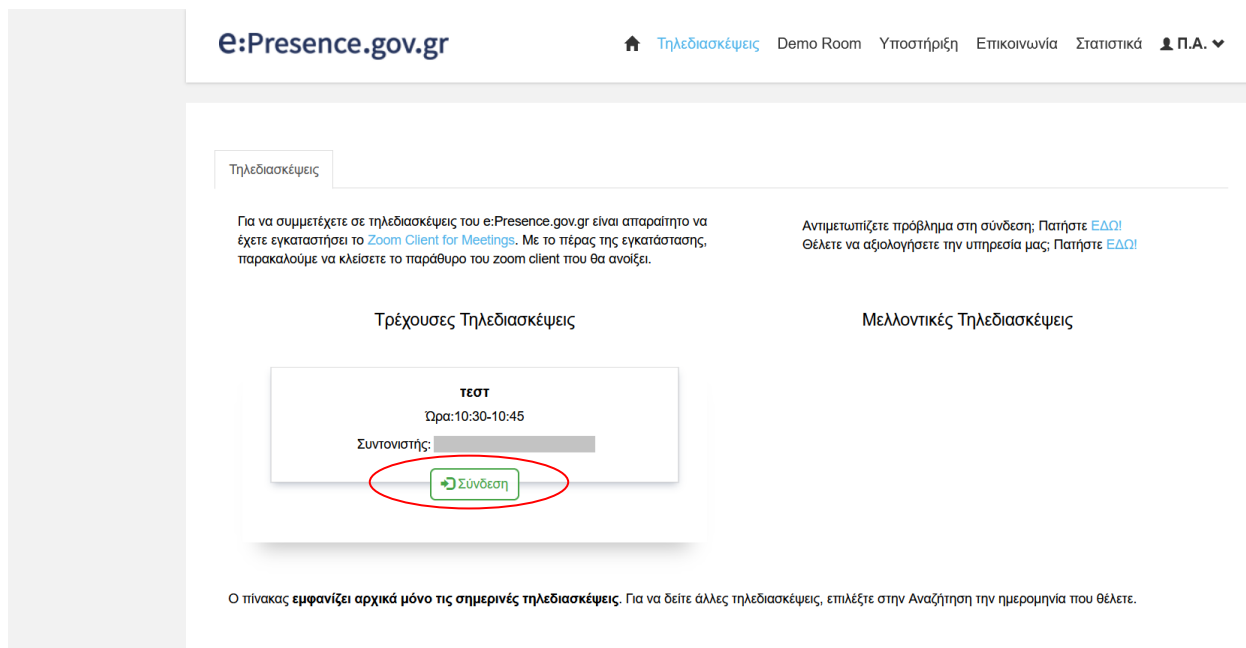 e:Presence.gov.gr
Τηλεδιασκέψεις Demo Room Υποστήριξη Επικοινωνία Στατιστικά Π.Α.
Τηλεδιασκέψεις
Για να συμμετέχετε σε τηλεδιασκέψεις του e:Presence.gov.gr είναι απαραίτητο να
έχετε εγκαταστήσει το Zoom Client for Meetings. Με το πέρας της εγκατάστασης,
παρακαλούμε να κλείσετε το παράθυρο του zoom client που θα ανοίξει.
Αντιμετωπίζετε πρόβλημα στη σύνδεση; Πατήστε ΕΔΩ!
Θέλετε να αξιολογήσετε την υπηρεσία μας; Πατήστε ΕΔΩ!
Τρέχουσες Τηλεδιασκέψεις
τεστ
Ώρα:10:30-10:45
Συντονιστής:
Σύνδεση
Μελλοντικές Τηλεδιασκέψεις
Ο πίνακας εμφανίζει αρχικά μόνο τις σημερινές τηλεδιασκέψεις. Για να δείτε άλλες τηλεδιασκέψεις, επιλέξτε στην Αναζήτηση την ημερομηνία που θέλετε.